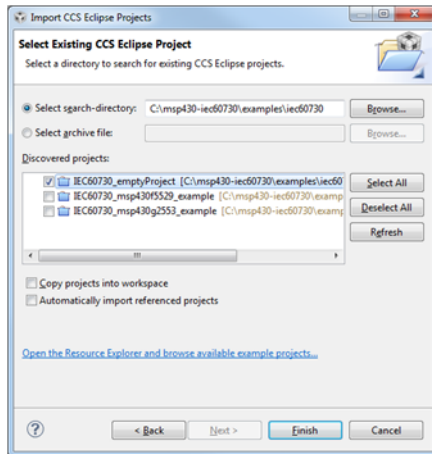 Import CCS Eclipse Projects
Select Existing CCS Eclipse Project
Select a directory to search for existing CCS Eclipse projects.
Select search-directory: C:\msp430-iec60730\examples\iec60730 Browse...
Select archive file: Browse...
Discovered projects:
IEC60730_emptyProject [C:\msp430-iec60730\examples\iec60 Select All
IEC60730_msp430f5529_example [C:\msp430-iec60730\examp
IEC60730_msp430g2553_example [C:\msp430-iec60730\examp Deselect All
Refresh
Copy projects into workspace
Automatically import referenced projects
Open the Resource Explorer and browse available example projects...
? < Back Next > Finish Cancel